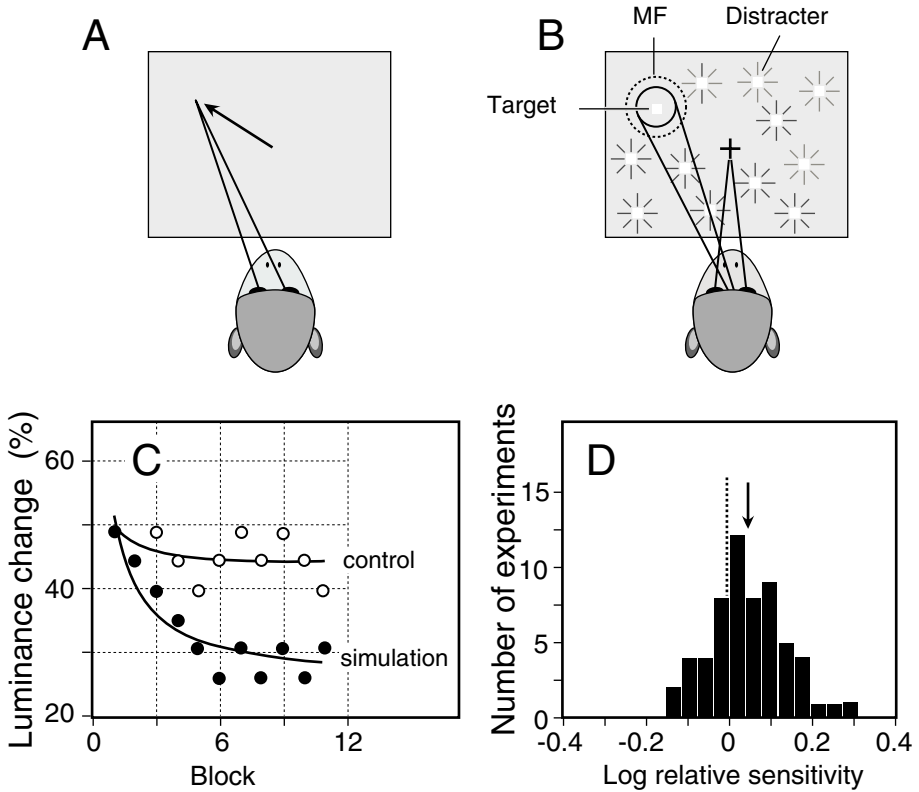 A
B
MF
Distracter
Target
C
Luminance change (%)
60
40
20
0
6
12
Block
control
simulation
D
Number of experiments
15
10
5
0
-0.4
-0.2
0
0.2
0.4
Log relative sensitivity